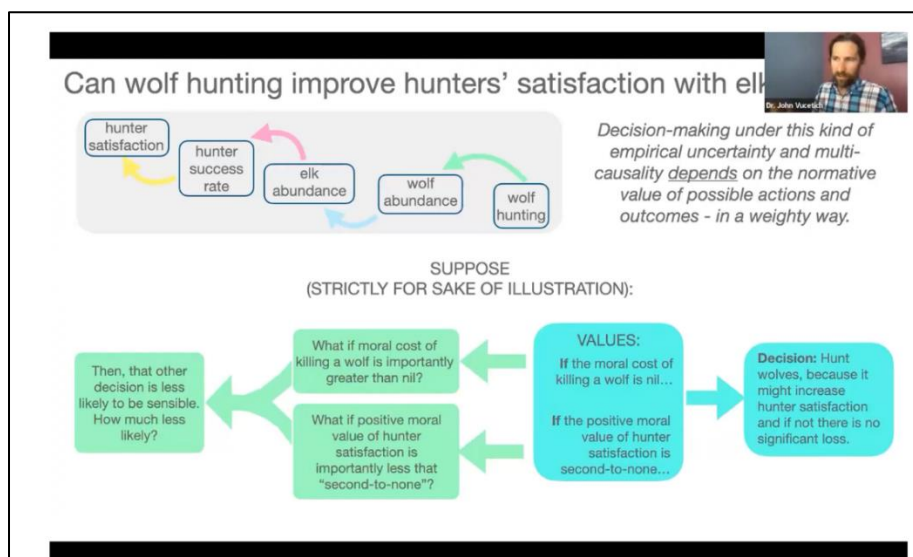 Can wolf hunting improve hunters' satisfaction with elk
Dr. John Vucetich
hunter
satisfaction
hunter
success
rate
elk
abundance
wolf
abundance
wolf
hunting
Decision-making under this kind of
empirical uncertainty and multi-
causality depends on the normative
value of possible actions and
outcomes - in a weighty way.
SUPPOSE
(STRICTLY FOR SAKE OF ILLUSTRATION):
Then, that other
decision is less
likely to be sensible.
How much less
likely?
What if moral cost of
killing a wolf is importantly
greater than nil?
What if positive moral
value of hunter
satisfaction is
importantly less that
"second-to-none"?
VALUES:
If the moral cost of
killing a wolf is nil...
If the positive moral
value of hunter
satisfaction is
second-to-none...
Decision: Hunt
wolves, because it
might increase
hunter satisfaction
and if not there is no
significant loss.